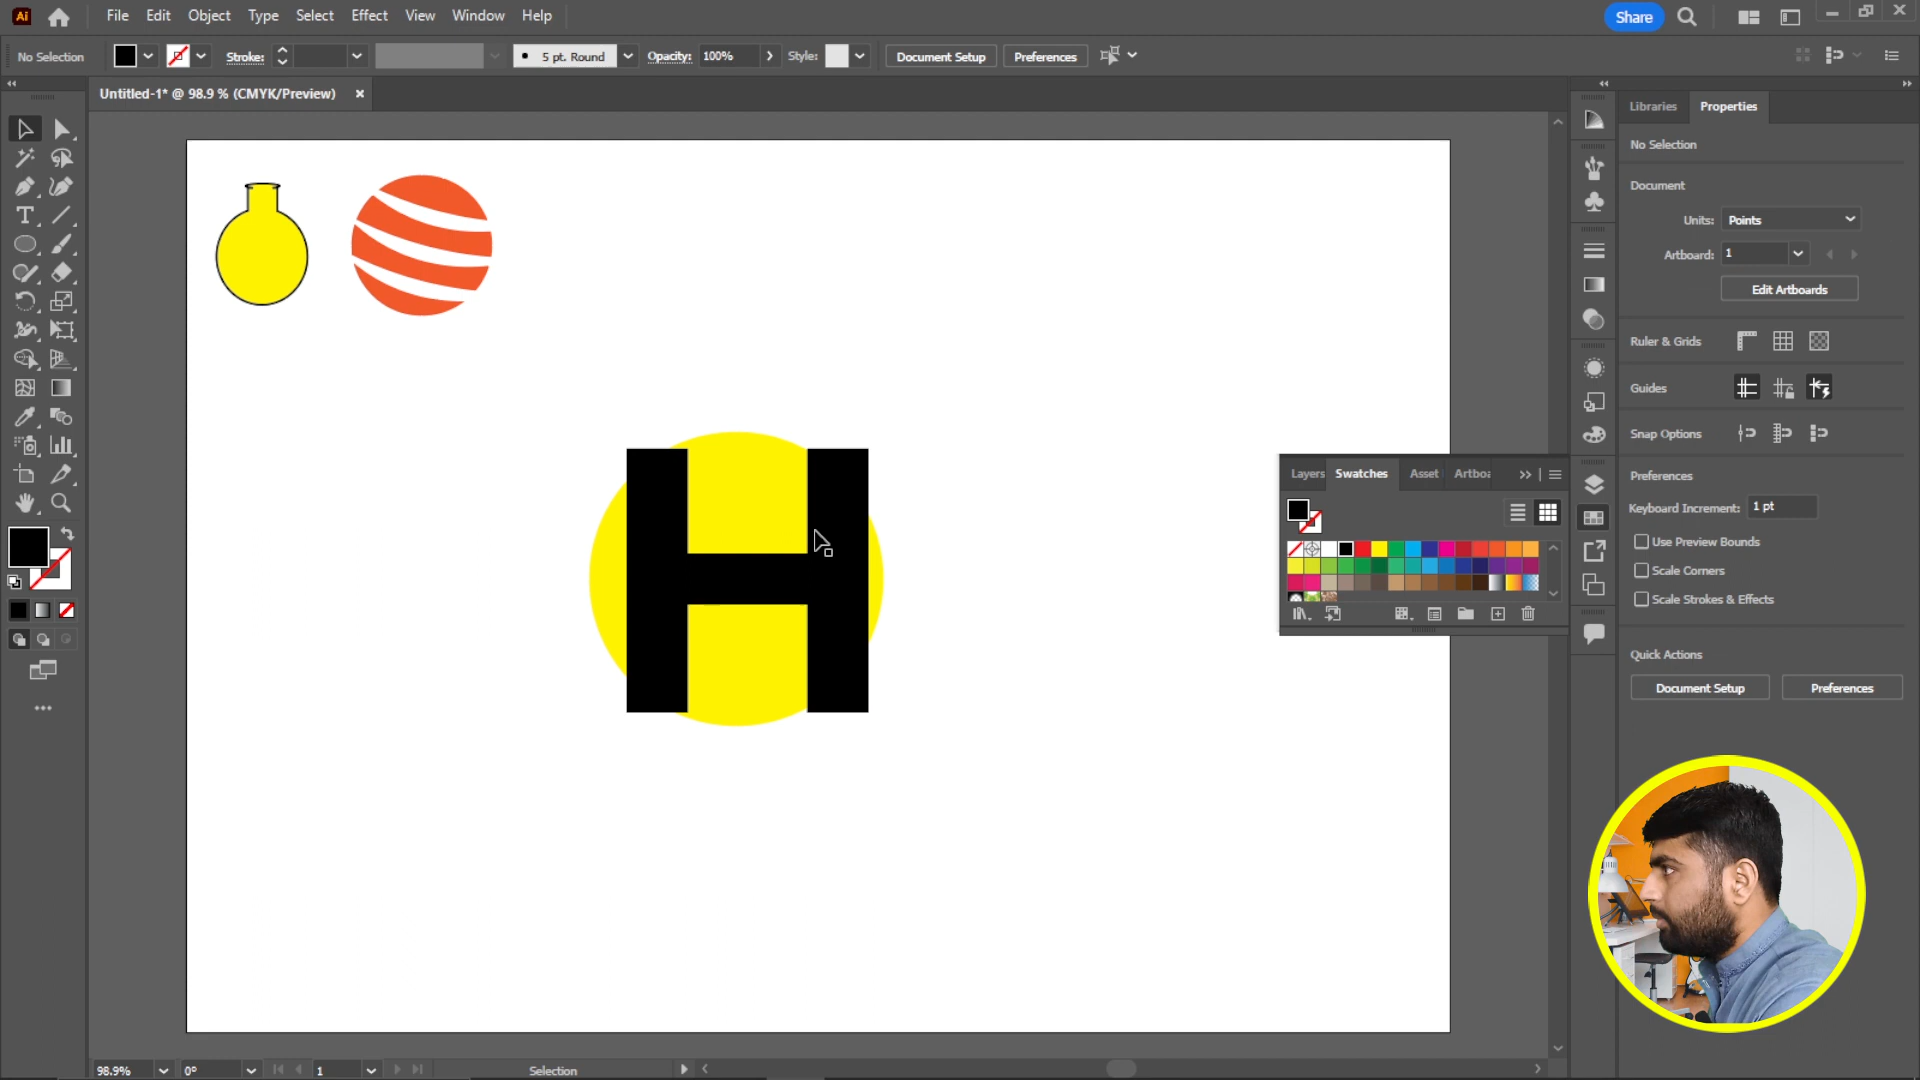 Ai File Edit Object Type Select Effect View Window Help Share
No Selection Stroke: 5 pt. Round Opacity: 100% Style: Document Setup Preferences
Untitled-1* @ 98.9 % (CMYK/Preview)
Libraries Properties
No Selection
Document
Units: Points
Artboard: 1
Edit Artboards
Ruler & Grids
Guides
Snap Options
Preferences
Keyboard Increment: 1 pt
Use Preview Bounds
Scale Corners
Scale Strokes & Effects
Quick Actions
Document Setup Preferences
Layers Swatches Asset Artboa
H
98.9% 0° 1 Selection